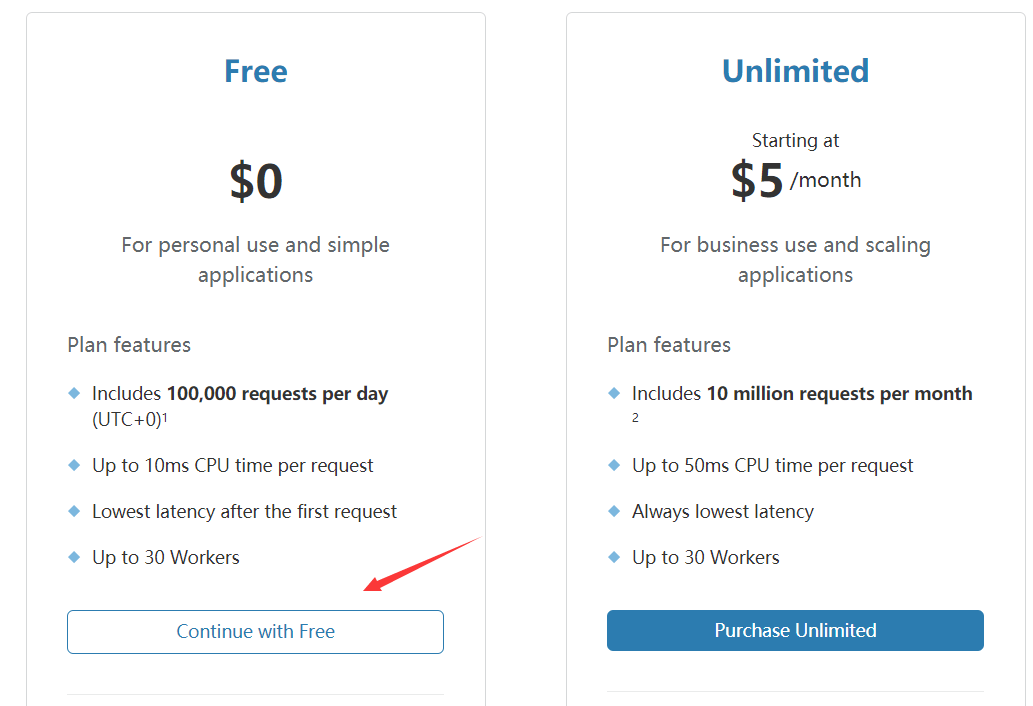 Free
$0
For personal use and simple
applications
Plan features
Includes 100,000 requests per day
(UTC+0)¹
Up to 10ms CPU time per request
Lowest latency after the first request
Up to 30 Workers
Continue with Free
Unlimited
Starting at
$5 /month
For business use and scaling
applications
Plan features
Includes 10 million requests per month
2
Up to 50ms CPU time per request
Always lowest latency
Up to 30 Workers
Purchase Unlimited